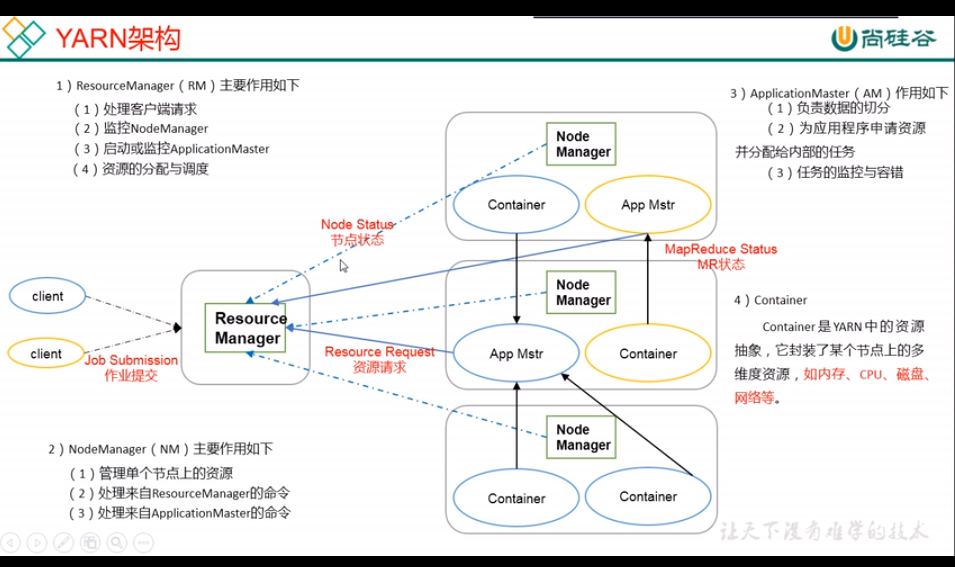 YARN架构
尚硅谷
1）ResourceManager（RM）主要作用如下
（1）处理客户端请求
（2）监控NodeManager
（3）启动或监控ApplicationMaster
（4）资源的分配与调度
3）ApplicationMaster（AM）作用如下
（1）负责数据的切分
（2）为应用程序申请资源
并分配给内部的任务
（3）任务的监控与容错
Node
Manager
Container
App Mstr
Node Status
节点状态
MapReduce Status
MR状态
client
client
Job Submission
作业提交
Resource
Manager
Resource Request
资源请求
Node
Manager
App Mstr
Container
4）Container
Container是YARN中的资源
抽象，它封装了某个节点上的多
维度资源，如内存、CPU、磁盘、
网络等。
Node
Manager
Container
Container
2）NodeManager（NM）主要作用如下
（1）管理单个节点上的资源
（2）处理来自ResourceManager的命令
（3）处理来自ApplicationMaster的命令
让天下没有难学的技术